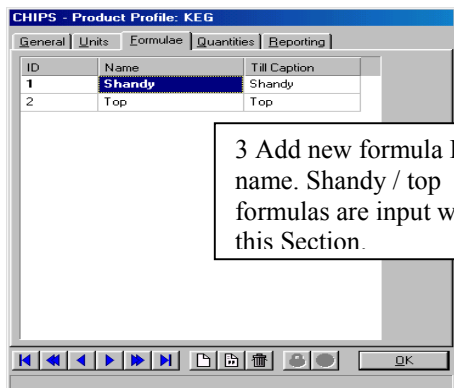 CHIPS - Product Profile: KEG
General Units Formulae Quantities Reporting
ID Name Till Caption
1 Shandy Shandy
2 Top Top
3 Add new formula
name. Shandy / top
formulas are input
this Section.
OK